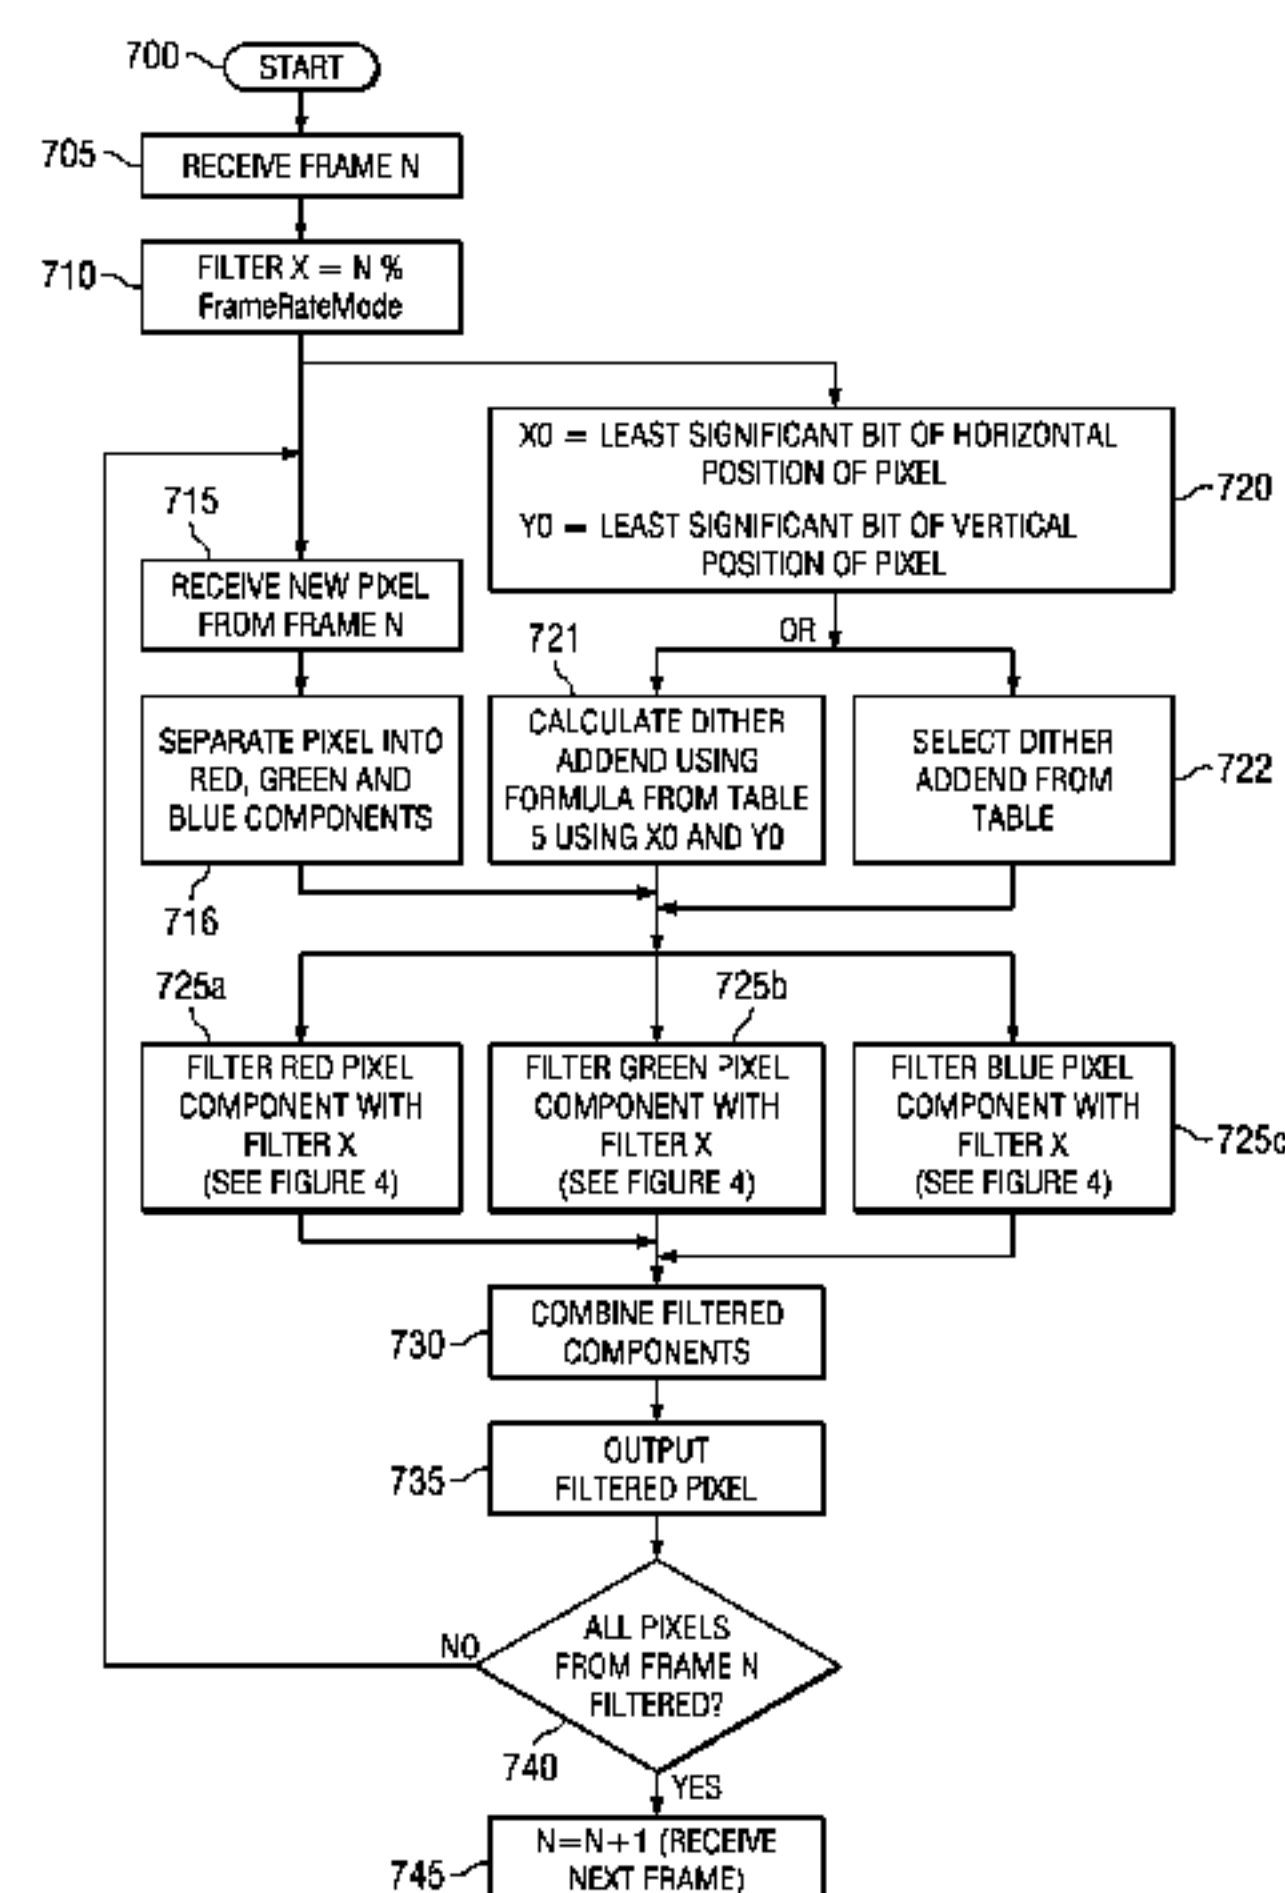 700
START
705
RECEIVE FRAME N
710
FILTER X = N %
FrameRateMode
X0 = LEAST SIGNIFICANT BIT OF HORIZONTAL
POSITION OF PIXEL
Y0 = LEAST SIGNIFICANT BIT OF VERTICAL
POSITION OF PIXEL
720
715
RECEIVE NEW PIXEL
FROM FRAME N
OR
721
SEPARATE PIXEL INTO
RED, GREEN AND
BLUE COMPONENTS
716
CALCULATE DITHER
ADDEND USING
FORMULA FROM TABLE
5 USING X0 AND Y0
SELECT DITHER
ADDEND FROM
TABLE
722
725a
FILTER RED PIXEL
COMPONENT WITH
FILTER X
(SEE FIGURE 4)
725b
FILTER GREEN PIXEL
COMPONENT WITH
FILTER X
(SEE FIGURE 4)
FILTER BLUE PIXEL
COMPONENT WITH
FILTER X
(SEE FIGURE 4)
725c
730
COMBINE FILTERED
COMPONENTS
735
OUTPUT
FILTERED PIXEL
NO
ALL PIXELS
FROM FRAME N
FILTERED?
740
YES
745
N=N+1 (RECEIVE
NEXT FRAME)